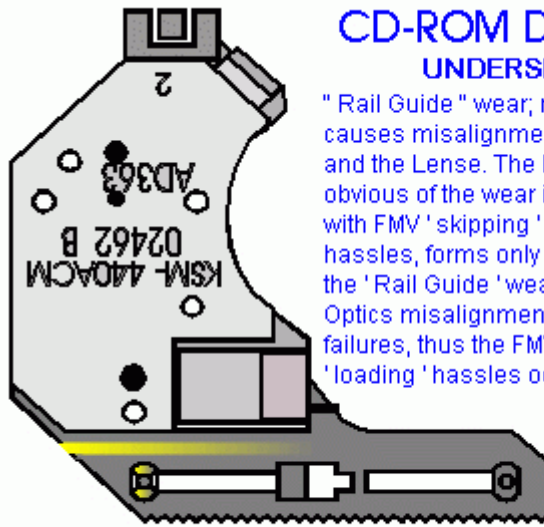 CD-ROM D
UNDERS
" Rail Guide " wear;
causes misalignme
and the Lense. The
obvious of the wear
with FMV ' skipping '
hassles, forms only
the ' Rail Guide ' wea
Optics misalignmen
failures, thus the FM
' loading ' hassles o
2
AD363
02462 B
KSM- 440ACM